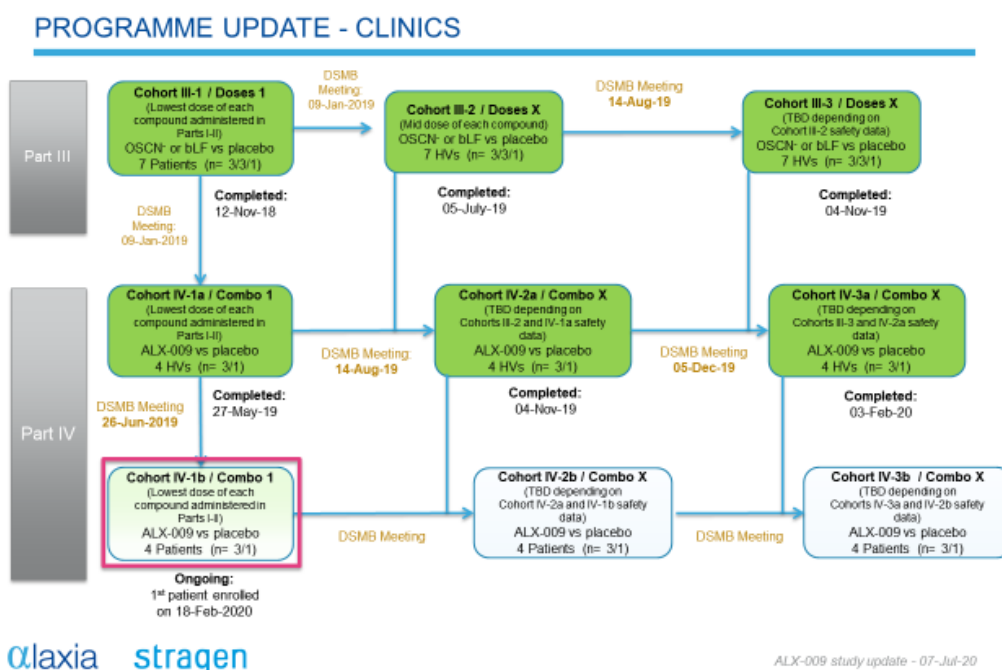 PROGRAMME UPDATE - CLINICS
Part III
Cohort III-1 / Doses 1
(Lowest dose of each
compound administered in
Parts I-II)
OSCN- or bLF vs placebo
7 Patients (n= 3/3/1)
Completed:
12-Nov-18
DSMB
Meeting:
09-Jan-2019
Cohort III-2 / Doses X
(Mid dose of each compound)
OSCN- or bLF vs placebo
7 HVs (n= 3/3/1)
Completed:
05-July-19
DSMB Meeting
14-Aug-19
Cohort III-3 / Doses X
(TBD depending on
Cohort III-2 safety data)
OSCN- or bLF vs placebo
7 HVs (n= 3/3/1)
Completed:
04-Nov-19
DSMB
Meeting:
09-Jan-2019
Part IV
Cohort IV-1a / Combo 1
(Lowest dose of each
compound administered in
Parts I-II)
ALX-009 vs placebo
4 HVs (n= 3/1)
Completed:
27-May-19
DSMB Meeting:
14-Aug-19
Cohort IV-2a / Combo X
(TBD depending on
Cohorts III-2 and IV-1a safety
data)
ALX-009 vs placebo
4 HVs (n= 3/1)
Completed:
04-Nov-19
DSMB Meeting
05-Dec-19
Cohort IV-3a / Combo X
(TBD depending on
Cohorts III-3 and IV-2a safety
data)
ALX-009 vs placebo
4 HVs (n= 3/1)
Completed:
03-Feb-20
DSMB Meeting
26-Jun-2019
Cohort IV-1b / Combo 1
(Lowest dose of each
compound administered in
Parts I-II)
ALX-009 vs placebo
4 Patients (n= 3/1)
Ongoing:
1st patient enrolled
on 18-Feb-2020
DSMB Meeting
Cohort IV-2b / Combo X
(TBD depending on
Cohort IV-2a and IV-1b safety
data)
ALX-009 vs placebo
4 Patients (n= 3/1)
DSMB Meeting
Cohort IV-3b / Combo X
(TBD depending on
Cohorts IV-3a and IV-2b safety
data)
ALX-009 vs placebo
4 Patients (n= 3/1)
αlaxia stragen
ALX-009 study update - 07-Jul-20